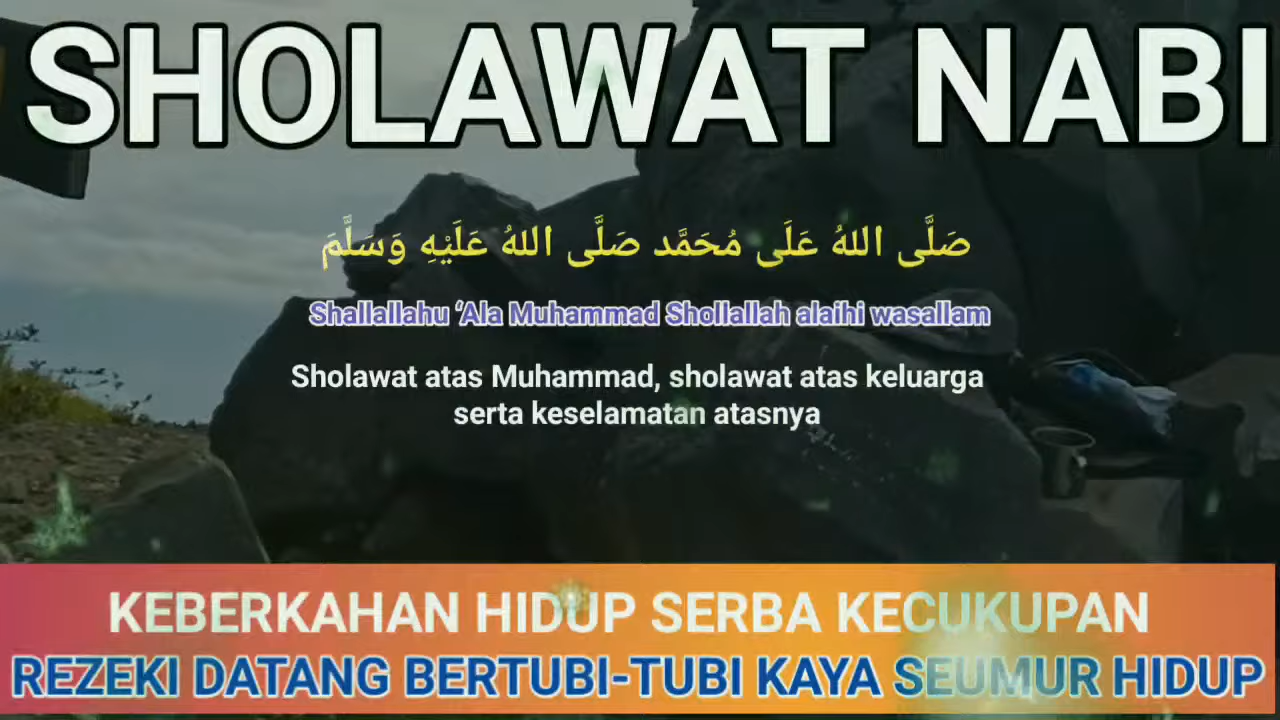 SHOLAWAT NABI
صَلَّى اللهُ عَلَى مُحَمَّد صَلَّى اللهُ عَلَيْهِ وَسَلَّمَ
Shallallahu ‘Ala Muhammad Shollallah alaihi wasallam
Sholawat atas Muhammad, sholawat atas keluarga
serta keselamatan atasnya
KEBERKAHAN HIDUP SERBA KECUKUPAN
REZEKI DATANG BERTUBI-TUBI KAYA SEUMUR HIDUP